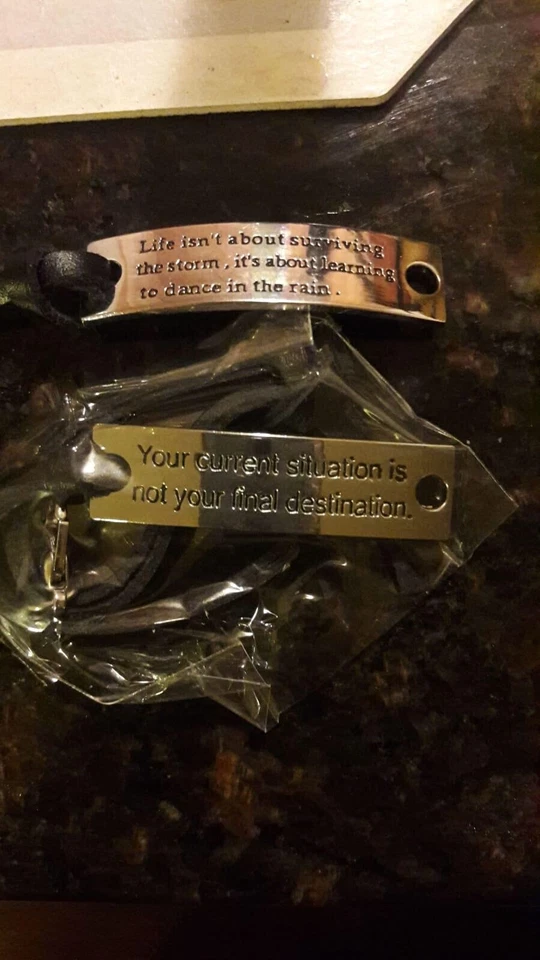 Life isn't about surviving
the storm , it's about learning
to dance in the rain .
Your current situation is
not your final destination.